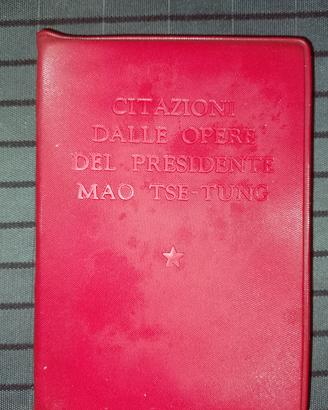 CITAZIONI
DALLE OPERE
DEL PRESIDENTE
MAO TSE-TUNG